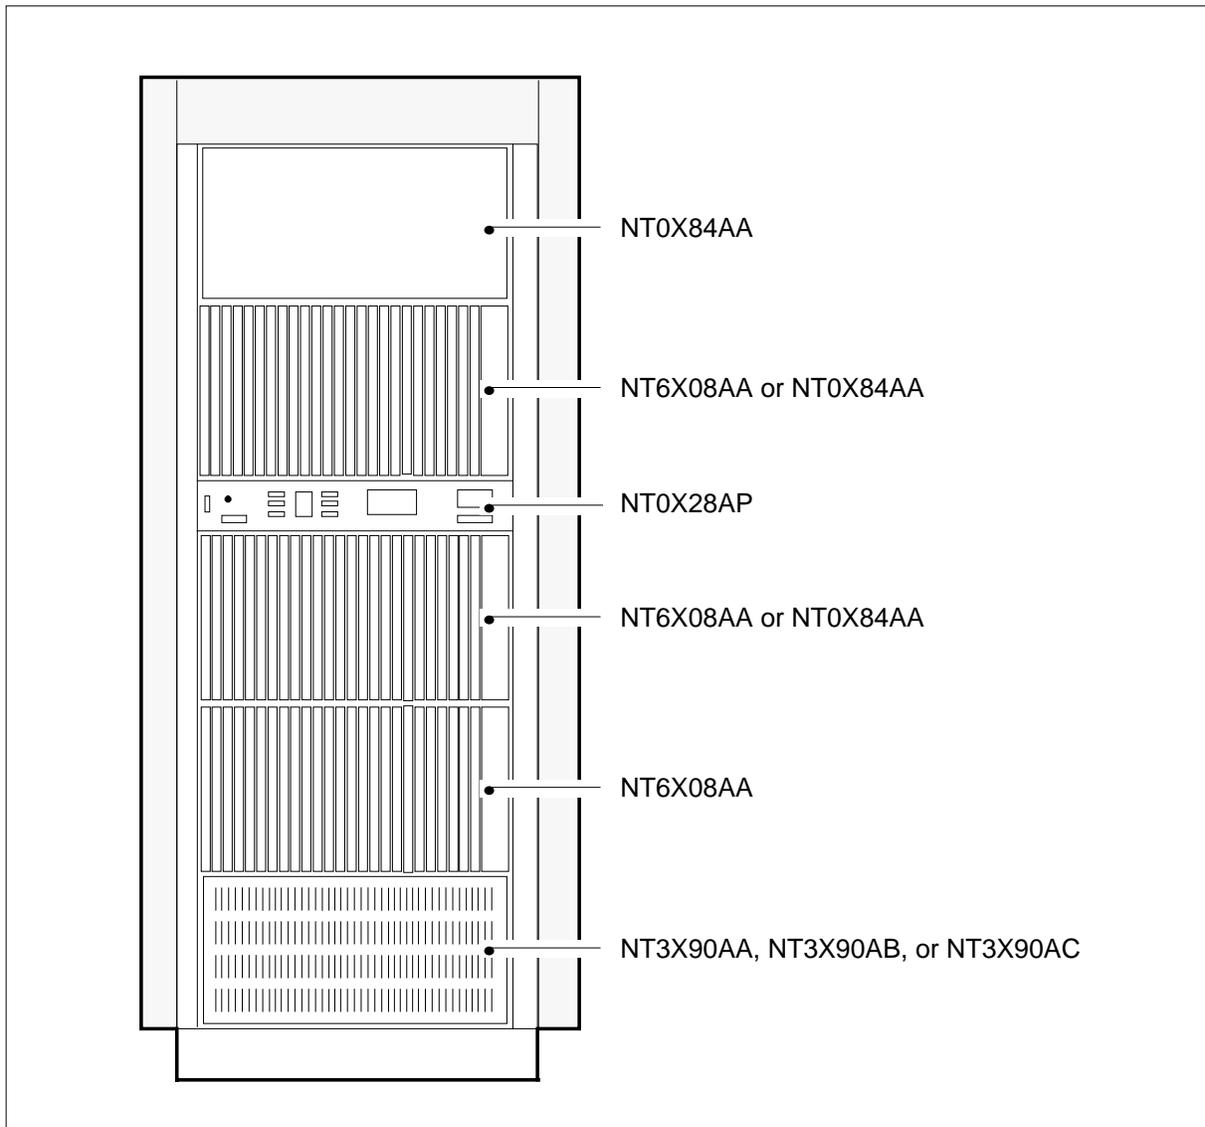 NT0X84AA
NT6X08AA or NT0X84AA
NT0X28AP
NT6X08AA or NT0X84AA
NT6X08AA
NT3X90AA, NT3X90AB, or NT3X90AC